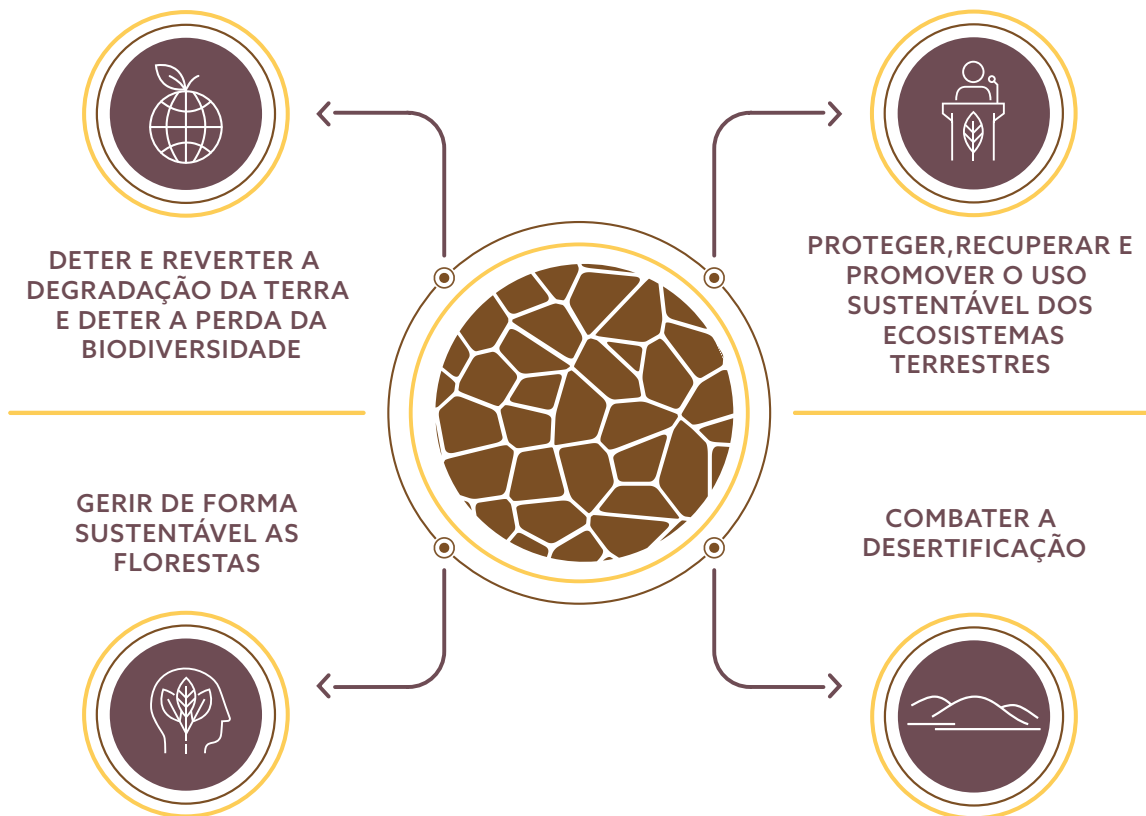 DETER E REVERTER A
DEGRADAÇÃO DA TERRA
E DETER A PERDA DA
BIODIVERSIDADE
PROTEGER,RECUPERAR E
PROMOVER O USO
SUSTENTÁVEL DOS
ECOSISTEMAS
TERRESTRES
GERIR DE FORMA
SUSTENTÁVEL AS
FLORESTAS
COMBATER A
DESERTIFICAÇÃO